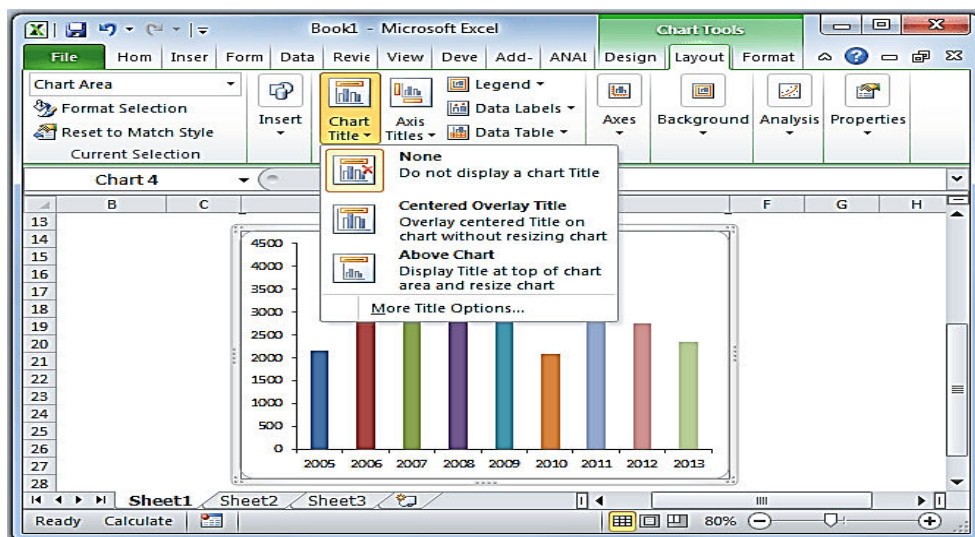 Book1 - Microsoft Excel
Chart Tools
File Hom Inser Form Data Revie View Deve Add- ANAL Design Layout Format
Chart Area
Format Selection
Reset to Match Style
Current Selection
Insert
Chart Title
Axis Titles
Legend
Data Labels
Data Table
Axes
Background
Analysis
Properties
None
Do not display a chart Title
Centered Overlay Title
Overlay centered Title on
chart without resizing chart
Above Chart
Display Title at top of chart
area and resize chart
More Title Options...
Chart 4
B C F G H
13
14
15
16
17
18
19
20
21
22
23
24
25
26
27
28
4500
4000
3500
3000
2500
2000
1500
1000
500
0
2005 2006 2007 2008 2009 2010 2011 2012 2013
Sheet1 Sheet2 Sheet3
Ready Calculate 80%